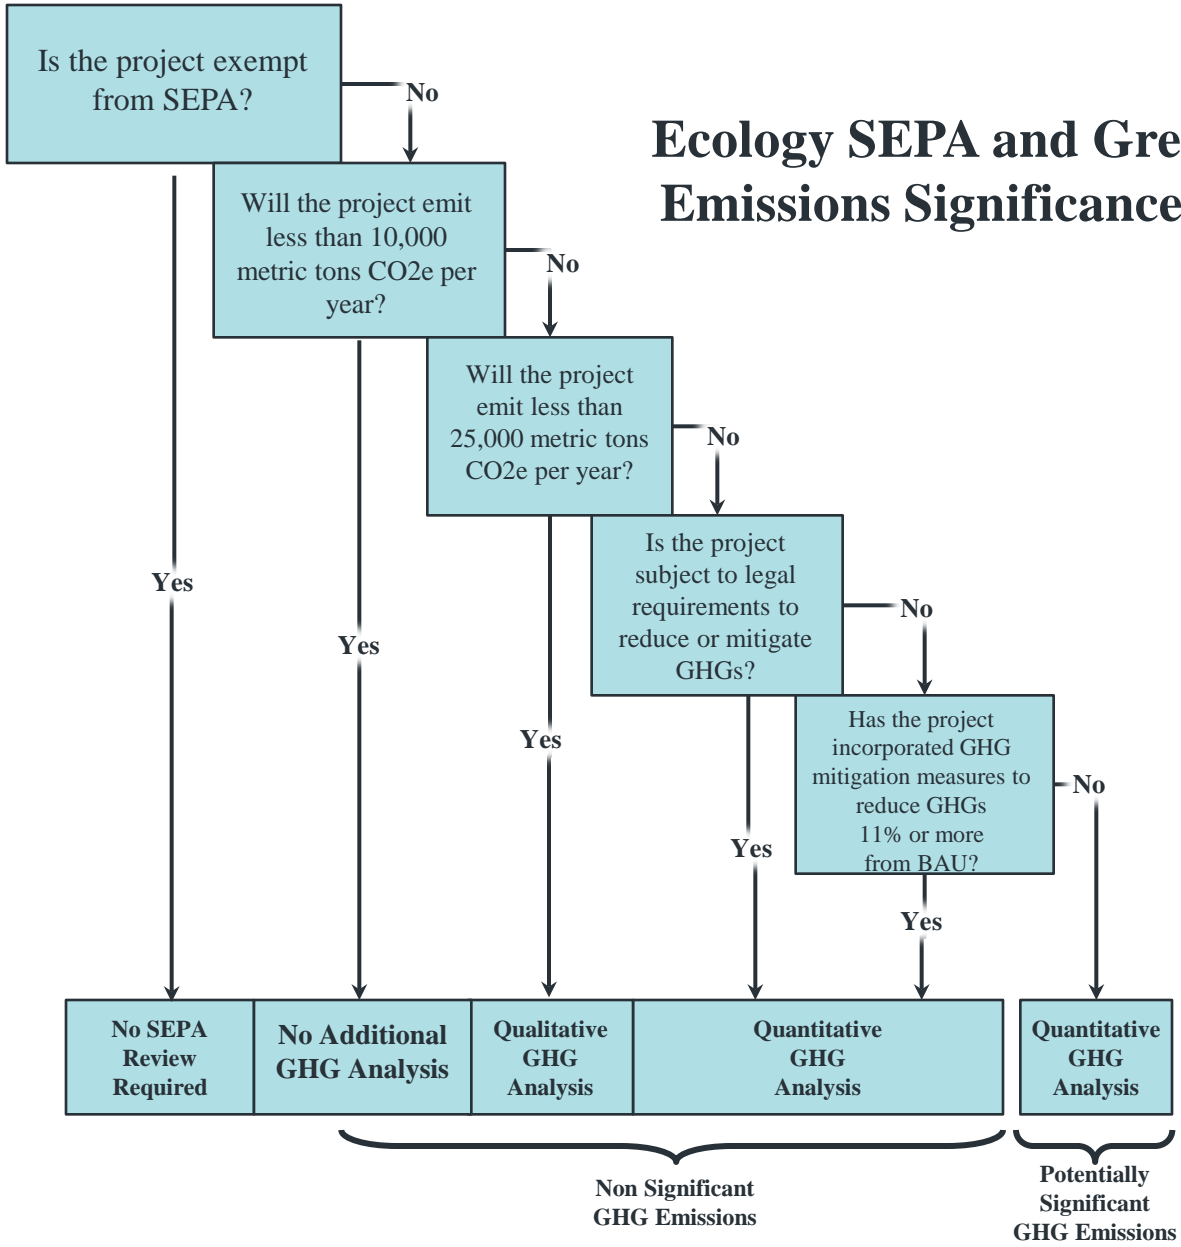 Is the project exempt
from SEPA?
No
Ecology SEPA and Gre
Emissions Significance
Will the project emit
less than 10,000
metric tons CO2e per
year?
No
Will the project
emit less than
25,000 metric tons
CO2e per year?
No
Is the project
subject to legal
requirements to
reduce or mitigate
GHGs?
No
Has the project
incorporated GHG
mitigation measures to
reduce GHGs
11% or more
from BAU?
No
Yes
Yes
Yes
Yes
Yes
No SEPA
Review
Required
No Additional
GHG Analysis
Qualitative
GHG
Analysis
Quantitative
GHG
Analysis
Quantitative
GHG
Analysis
Non Significant
GHG Emissions
Potentially
Significant
GHG Emissions